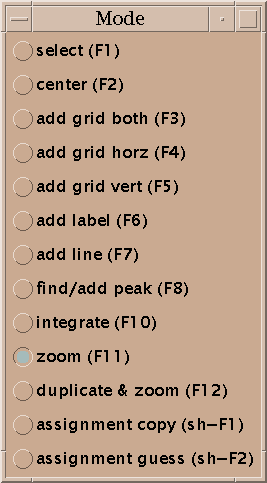 Mode
select (F1)
center (F2)
add grid both (F3)
add grid horz (F4)
add grid vert (F5)
add label (F6)
add line (F7)
find/add peak (F8)
integrate (F10)
zoom (F11)
duplicate & zoom (F12)
assignment copy (sh-F1)
assignment guess (sh-F2)